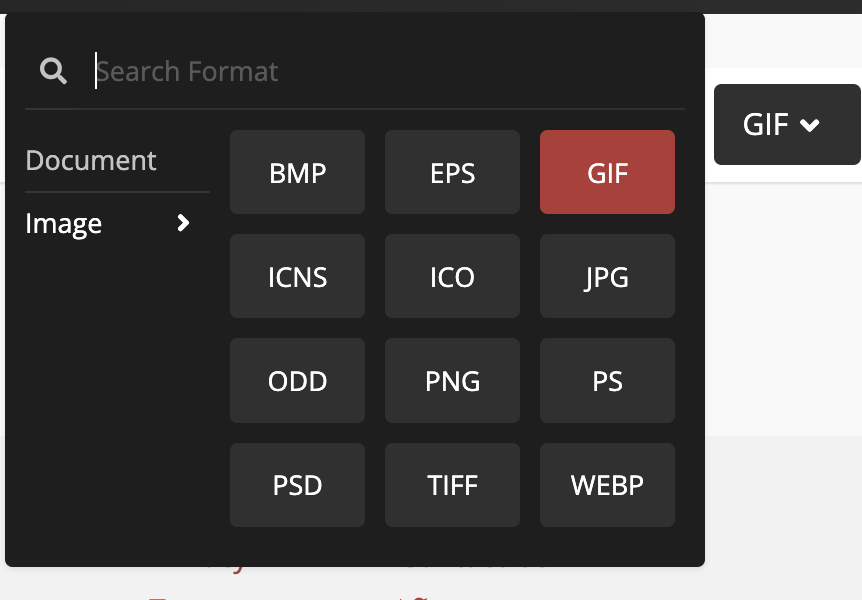 Search Format
GIF
Document
Image
BMP
EPS
GIF
ICNS
ICO
JPG
ODD
PNG
PS
PSD
TIFF
WEBP